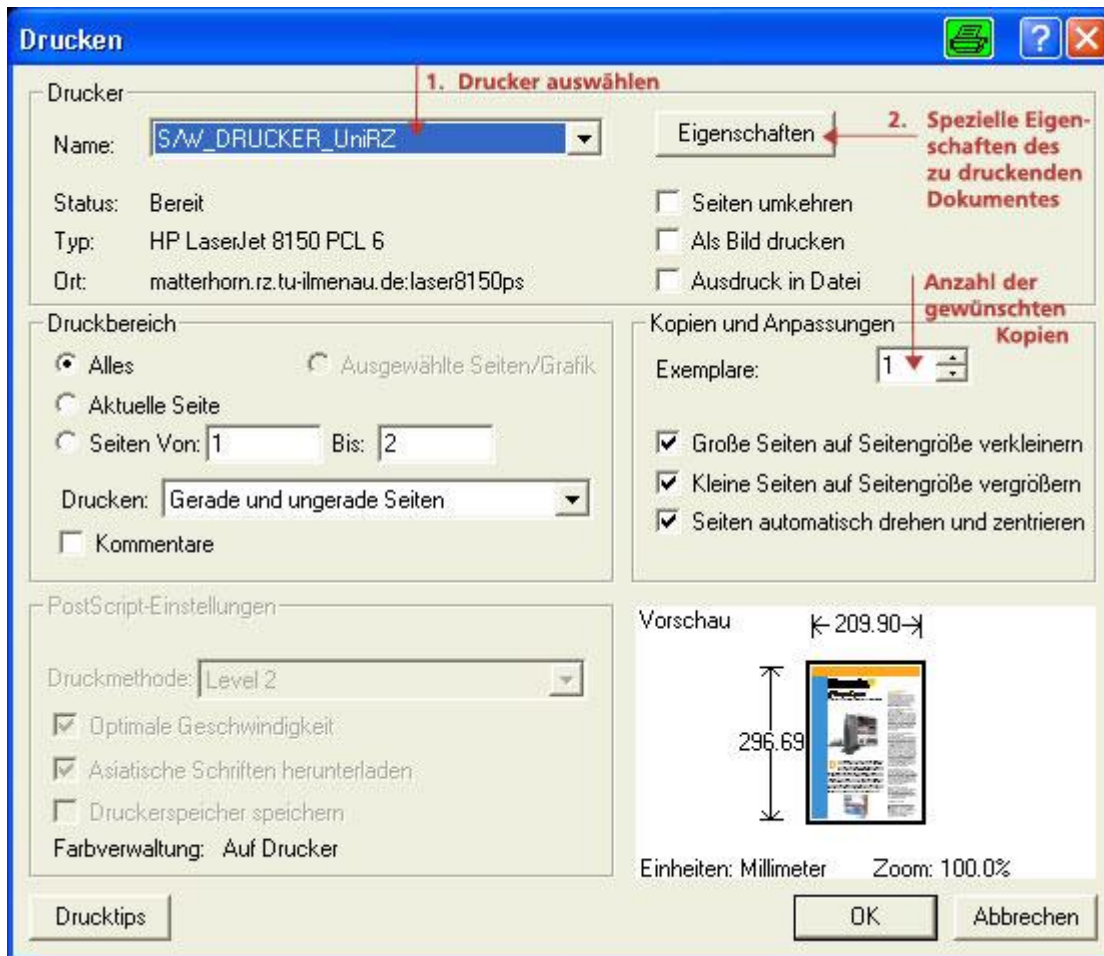 Drucken
Drucker
1. Drucker auswählen
Name: S/W_DRUCKER_UniRZ
Eigenschaften
2. Spezielle Eigen-
schaften des
zu druckenden
Dokumentes
Status: Bereit
Seiten umkehren
Typ: HP LaserJet 8150 PCL 6
Als Bild drucken
Ort: matterhorn.rz.tu-ilmenau.de:laser8150ps
Ausdruck in Datei
Anzahl der
gewünschten
Kopien
Druckbereich
Alles
Ausgewählte Seiten/Grafik
Aktuelle Seite
Seiten Von: 1 Bis: 2
Drucken: Gerade und ungerade Seiten
Kommentare
Kopien und Anpassungen
Exemplare: 1
Große Seiten auf Seitengröße verkleinern
Kleine Seiten auf Seitengröße vergrößern
Seiten automatisch drehen und zentrieren
PostScript-Einstellungen
Druckmethode: Level 2
Optimale Geschwindigkeit
Asiatische Schriften herunterladen
Druckerspeicher speichern
Farbverwaltung: Auf Drucker
Vorschau
209.90
296.69
Einheiten: Millimeter Zoom: 100.0%
Drucktips
OK
Abbrechen